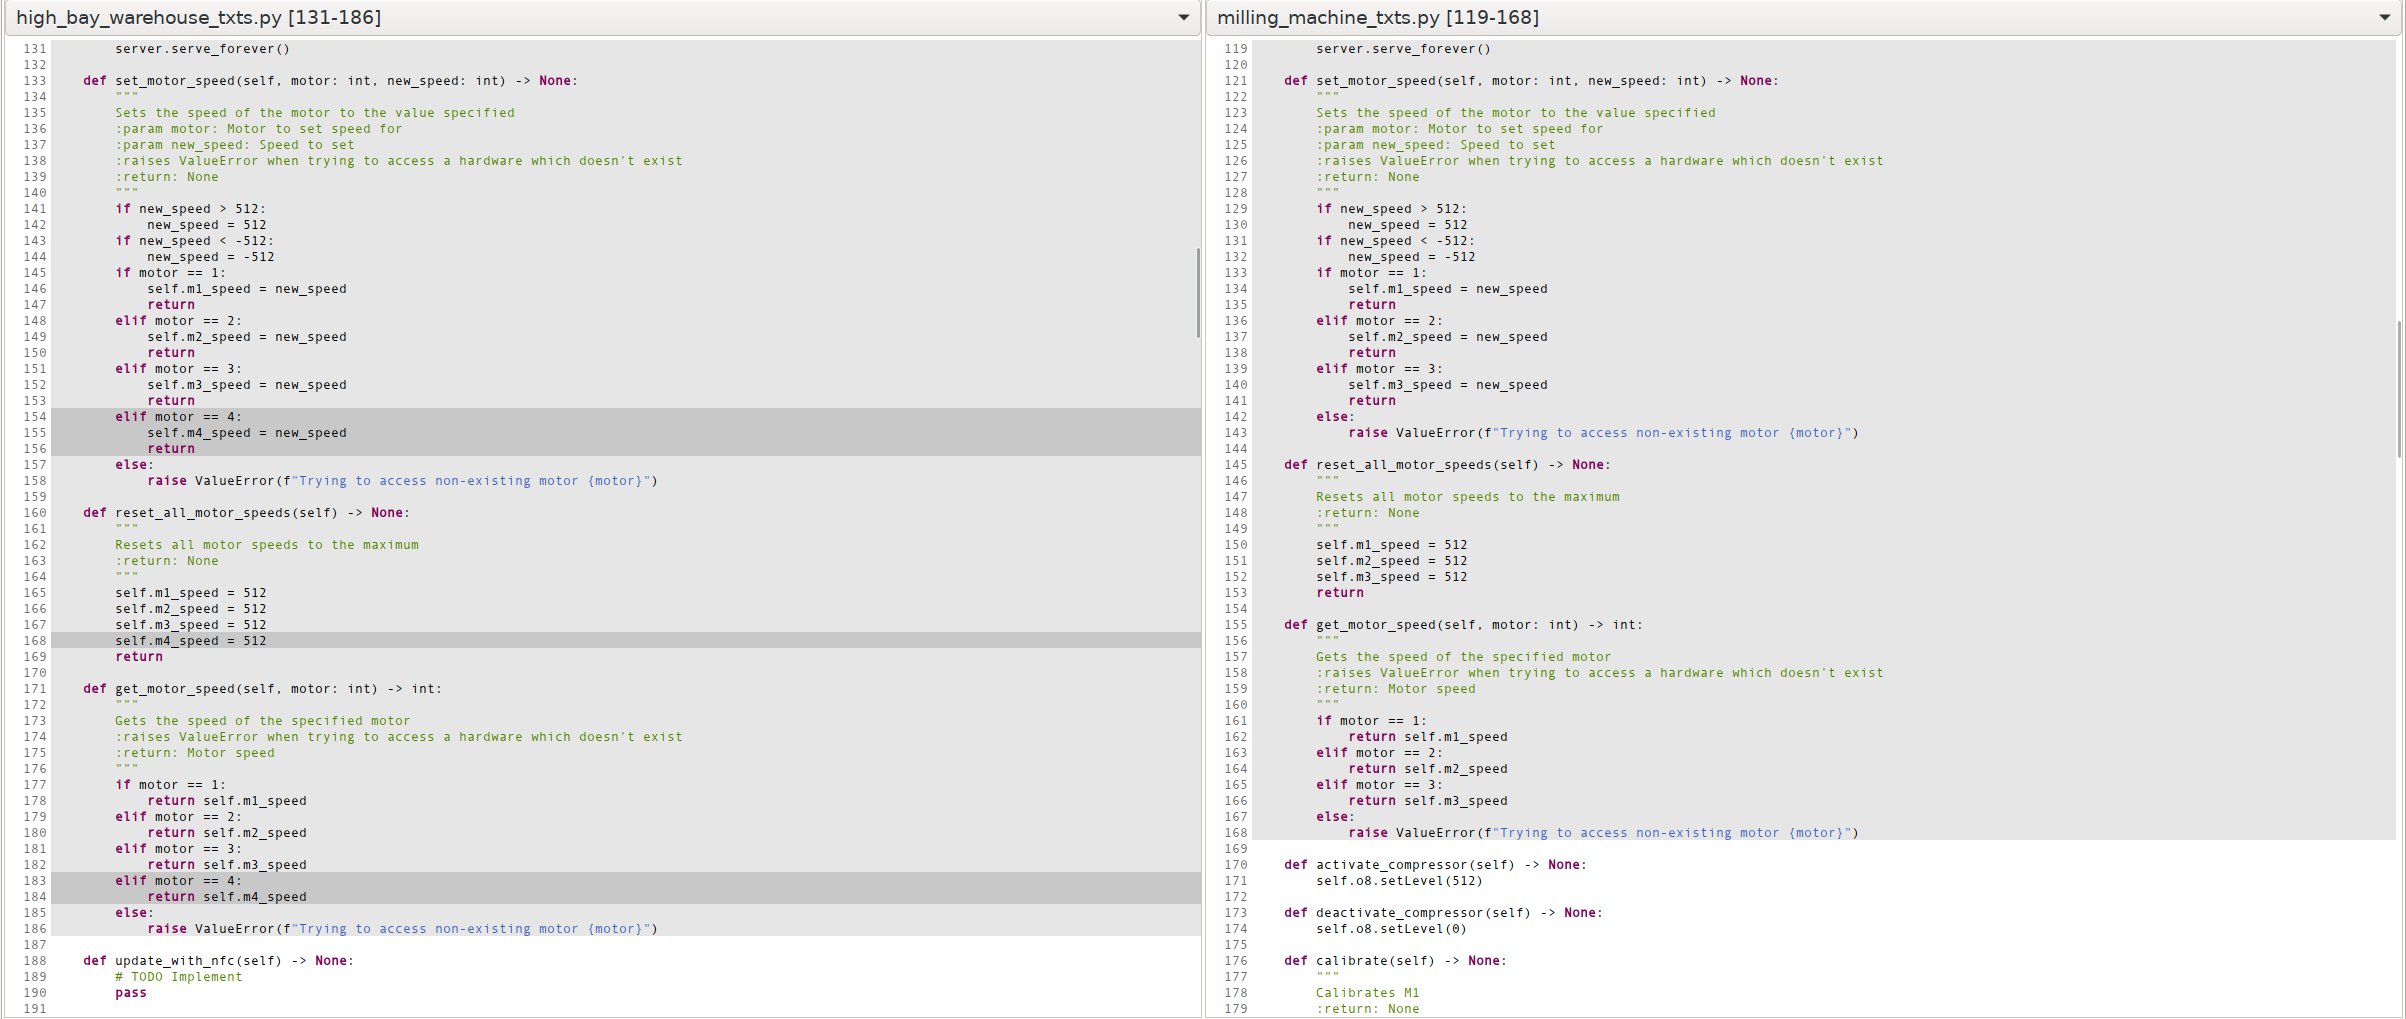 high_bay_warehouse_txts.py [131-186]
131         server.serve_forever()
132
133     def set_motor_speed(self, motor: int, new_speed: int) -> None:
134         """
135         Sets the speed of the motor to the value specified
136         :param motor: Motor to set speed for
137         :param new_speed: Speed to set
138         :raises ValueError when trying to access a hardware which doesn't exist
139         :return: None
140         """
141         if new_speed > 512:
142             new_speed = 512
143         if new_speed < -512:
144             new_speed = -512
145         if motor == 1:
146             self.m1_speed = new_speed
147             return
148         elif motor == 2:
149             self.m2_speed = new_speed
150             return
151         elif motor == 3:
152             self.m3_speed = new_speed
153             return
154         elif motor == 4:
155             self.m4_speed = new_speed
156             return
157         else:
158             raise ValueError(f"Trying to access non-existing motor {motor}")
159
160     def reset_all_motor_speeds(self) -> None:
161         """
162         Resets all motor speeds to the maximum
163         :return: None
164         """
165         self.m1_speed = 512
166         self.m2_speed = 512
167         self.m3_speed = 512
168         self.m4_speed = 512
169         return
170
171     def get_motor_speed(self, motor: int) -> int:
172         """
173         Gets the speed of the specified motor
174         :raises ValueError when trying to access a hardware which doesn't exist
175         :return: Motor speed
176         """
177         if motor == 1:
178             return self.m1_speed
179         elif motor == 2:
180             return self.m2_speed
181         elif motor == 3:
182             return self.m3_speed
183         elif motor == 4:
184             return self.m4_speed
185         else:
186             raise ValueError(f"Trying to access non-existing motor {motor}")
187
188     def update_with_nfc(self) -> None:
189         # TODO Implement
190         pass
191
milling_machine_txts.py [119-168]
119         server.serve_forever()
120
121     def set_motor_speed(self, motor: int, new_speed: int) -> None:
122         """
123         Sets the speed of the motor to the value specified
124         :param motor: Motor to set speed for
125         :param new_speed: Speed to set
126         :raises ValueError when trying to access a hardware which doesn't exist
127         :return: None
128         """
129         if new_speed > 512:
130             new_speed = 512
131         if new_speed < -512:
132             new_speed = -512
133         if motor == 1:
134             self.m1_speed = new_speed
135             return
136         elif motor == 2:
137             self.m2_speed = new_speed
138             return
139         elif motor == 3:
140             self.m3_speed = new_speed
141             return
142         else:
143             raise ValueError(f"Trying to access non-existing motor {motor}")
144
145     def reset_all_motor_speeds(self) -> None:
146         """
147         Resets all motor speeds to the maximum
148         :return: None
149         """
150         self.m1_speed = 512
151         self.m2_speed = 512
152         self.m3_speed = 512
153         return
154
155     def get_motor_speed(self, motor: int) -> int:
156         """
157         Gets the speed of the specified motor
158         :raises ValueError when trying to access a hardware which doesn't exist
159         :return: Motor speed
160         """
161         if motor == 1:
162             return self.m1_speed
163         elif motor == 2:
164             return self.m2_speed
165         elif motor == 3:
166             return self.m3_speed
167         else:
168             raise ValueError(f"Trying to access non-existing motor {motor}")
169
170     def activate_compressor(self) -> None:
171         self.o8.setLevel(512)
172
173     def deactivate_compressor(self) -> None:
174         self.o8.setLevel(0)
175
176     def calibrate(self) -> None:
177         """
178         Calibrates M1
179         :return: None